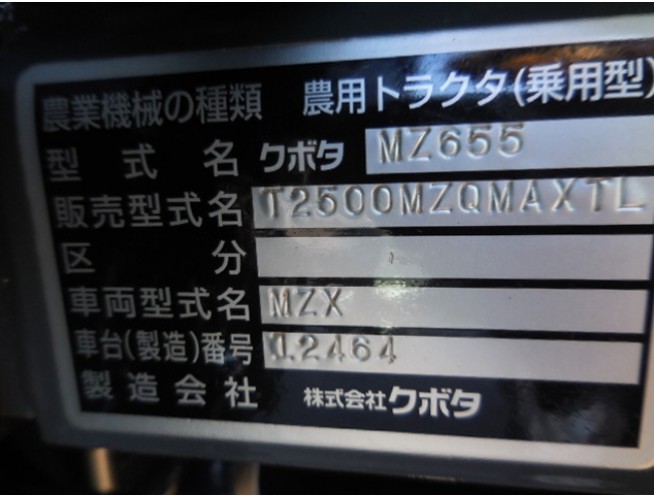 農業機械の種類 農用トラクタ(乗用型)
型式名 クボタ MZ655
販売型式名 T2500MZQMAXTL
区分
車両型式名 MZX
車台(製造)番号 12464
製造会社 株式会社クボタ